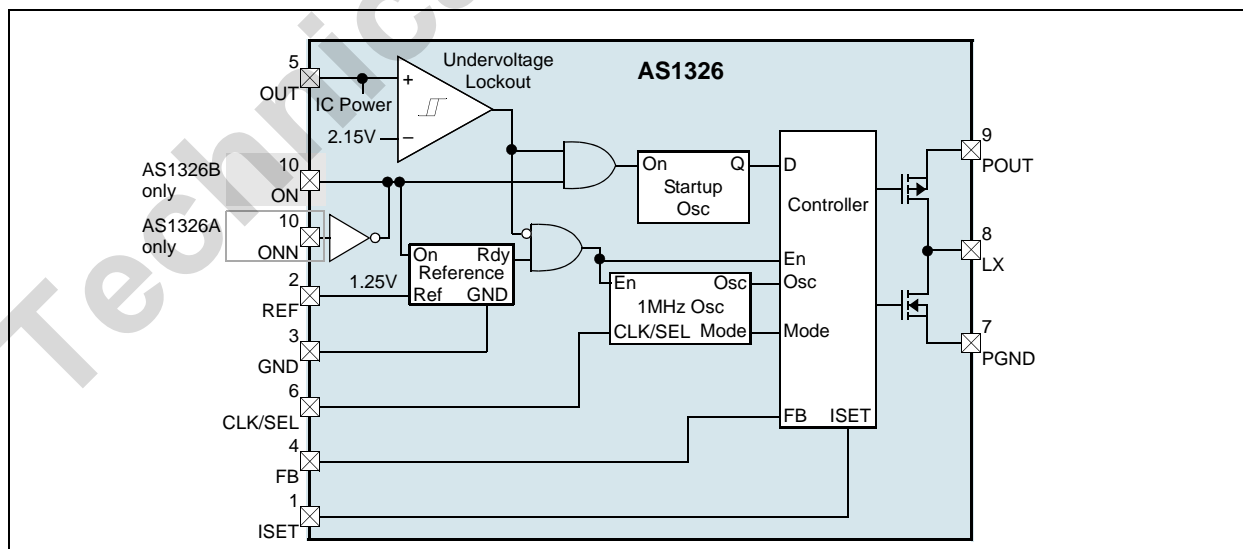 Technic
AS1326
5
OUT
IC Power
+
−
2.15V
Undervoltage
Lockout
AS1326B
only
10
ON
AS1326A
only
10
ONN
2
REF
1.25V
3
GND
6
CLK/SEL
4
FB
1
ISET
On Rdy
Reference
Ref GND
On Q
Startup
Osc
En Osc
1MHz Osc
CLK/SEL Mode
D
Controller
En
Osc
Mode
FB ISET
9
POUT
8
LX
7
PGND